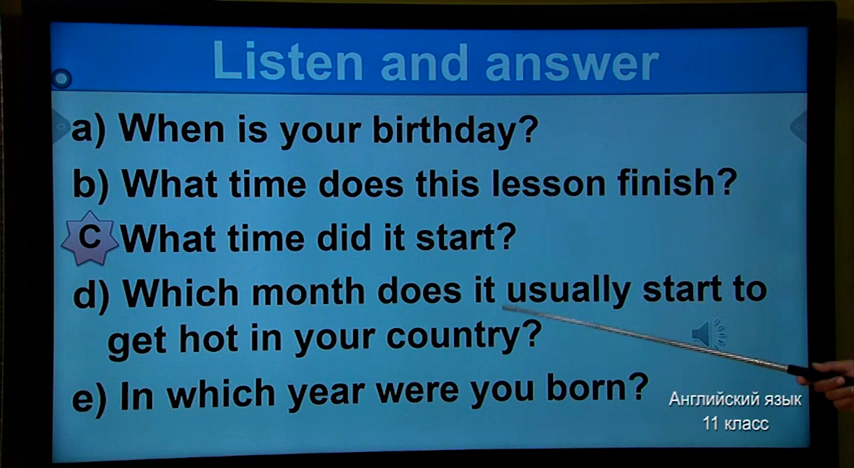 Listen and answer
a) When is your birthday?
b) What time does this lesson finish?
C What time did it start?
d) Which month does it usually start to
get hot in your country?
e) In which year were you born?
Английский язык
11 класс